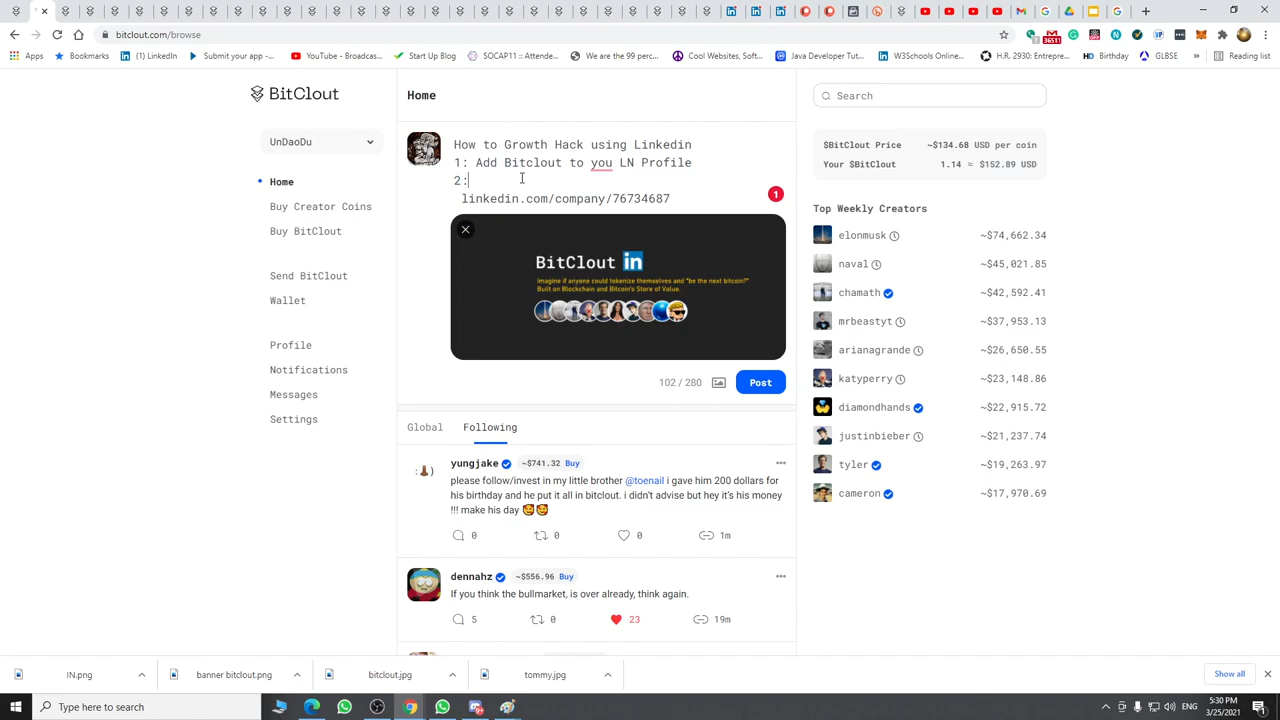 bitclout.com/browse
36511
Apps
Bookmarks
(1) LinkedIn
Submit your app -...
YouTube - Broadcas...
Start Up Blog
SOCAP11 :: Attende...
We are the 99 perc...
Cool Websites, Soft...
Java Developer Tut...
W3Schools Online...
H.R. 2930: Entrepre...
HD Birthday
GLBSE
»
Reading list
BitClout
Home
Search
UnDaoDu
How to Growth Hack using Linkedin
1: Add Bitclout to you LN Profile
2:
linkedin.com/company/76734687
1
$BitClout Price ~$134.68 USD per coin
Your $BitClout 1.14 ≈ $152.89 USD
Home
Buy Creator Coins
Buy BitClout
Send BitClout
Wallet
Profile
Notifications
Messages
Settings
BitClout in
Imagine if anyone could tokenize themselves and "be the next bitcoin?"
Built on Blockchain and Bitcoin's Store of Value.
102 / 280
Post
Top Weekly Creators
elonmusk ~$74,662.34
naval ~$45,021.85
chamath ~$42,592.41
mrbeastyt ~$37,953.13
arianagrande ~$26,650.55
katyperry ~$23,148.86
diamondhands ~$22,915.72
justinbieber ~$21,237.74
tyler ~$19,263.97
cameron ~$17,970.69
Global
Following
yungjake ~$741.32 Buy
please follow/invest in my little brother @toenail i gave him 200 dollars for
his birthday and he put it all in bitclout. i didn't advise but hey it's his money
!!! make his day
0 0 0 1m
dennahz ~$556.96 Buy
If you think the bullmarket, is over already, think again.
5 0 23 19m
IN.png
banner bitclout.png
bitclout.jpg
tommy.jpg
Show all
Type here to search
5:30 PM
3/25/2021